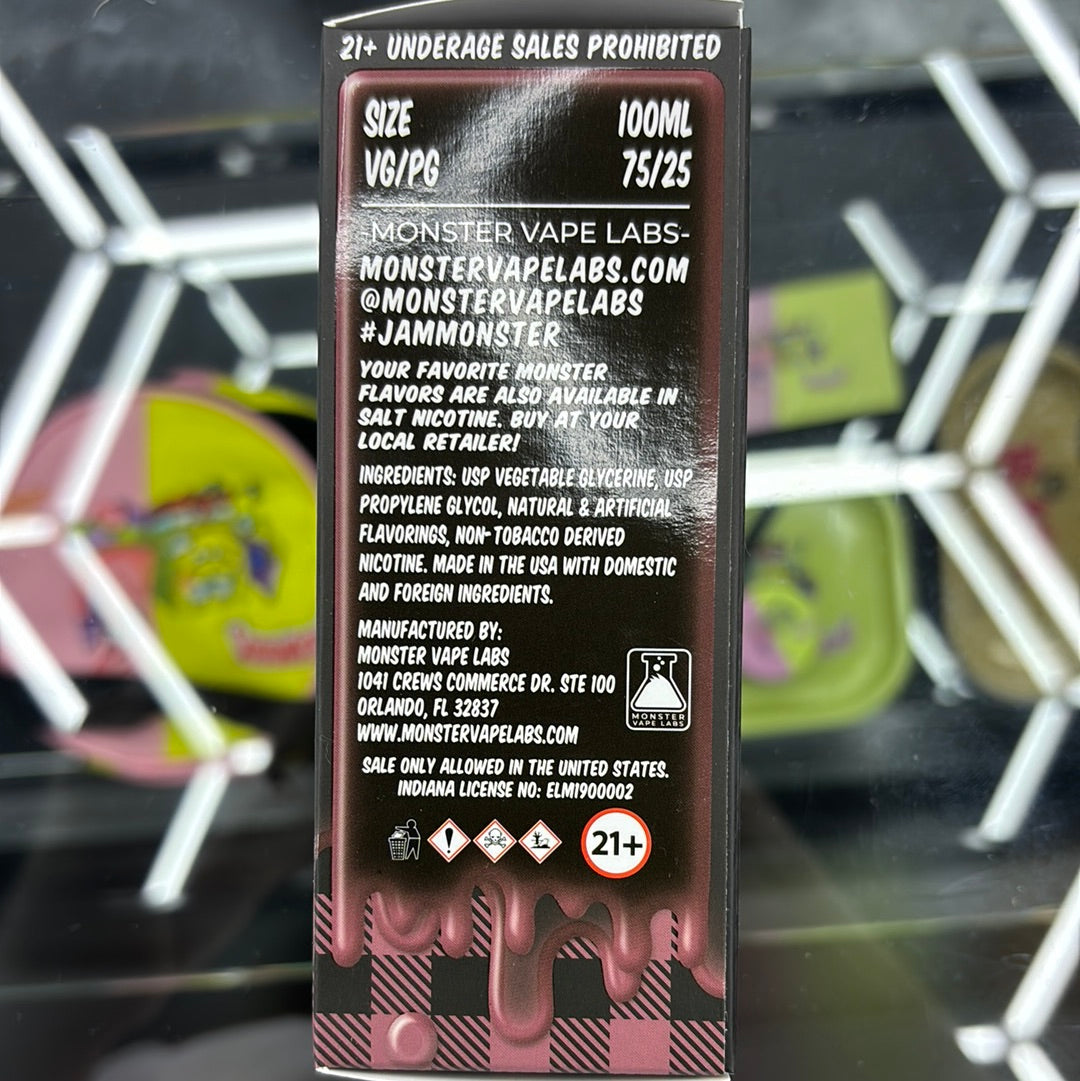 21+ UNDERAGE SALES PROHIBITED
SIZE 100ML
VG/PG 75/25
-MONSTER VAPE LABS-
MONSTERVAPELABS.COM
@MONSTERVAPELABS
#JAMMONSTER
YOUR FAVORITE MONSTER
FLAVORS ARE ALSO AVAILABLE IN
SALT NICOTINE. BUY AT YOUR
LOCAL RETAILER!
INGREDIENTS: USP VEGETABLE GLYCERINE, USP
PROPYLENE GLYCOL, NATURAL & ARTIFICIAL
FLAVORINGS, NON-TOBACCO DERIVED
NICOTINE. MADE IN THE USA WITH DOMESTIC
AND FOREIGN INGREDIENTS.
MANUFACTURED BY:
MONSTER VAPE LABS
1041 CREWS COMMERCE DR. STE 100
ORLANDO, FL 32837
WWW.MONSTERVAPELABS.COM
MONSTER
VAPE LABS
SALE ONLY ALLOWED IN THE UNITED STATES.
INDIANA LICENSE NO: ELM1900002
21+